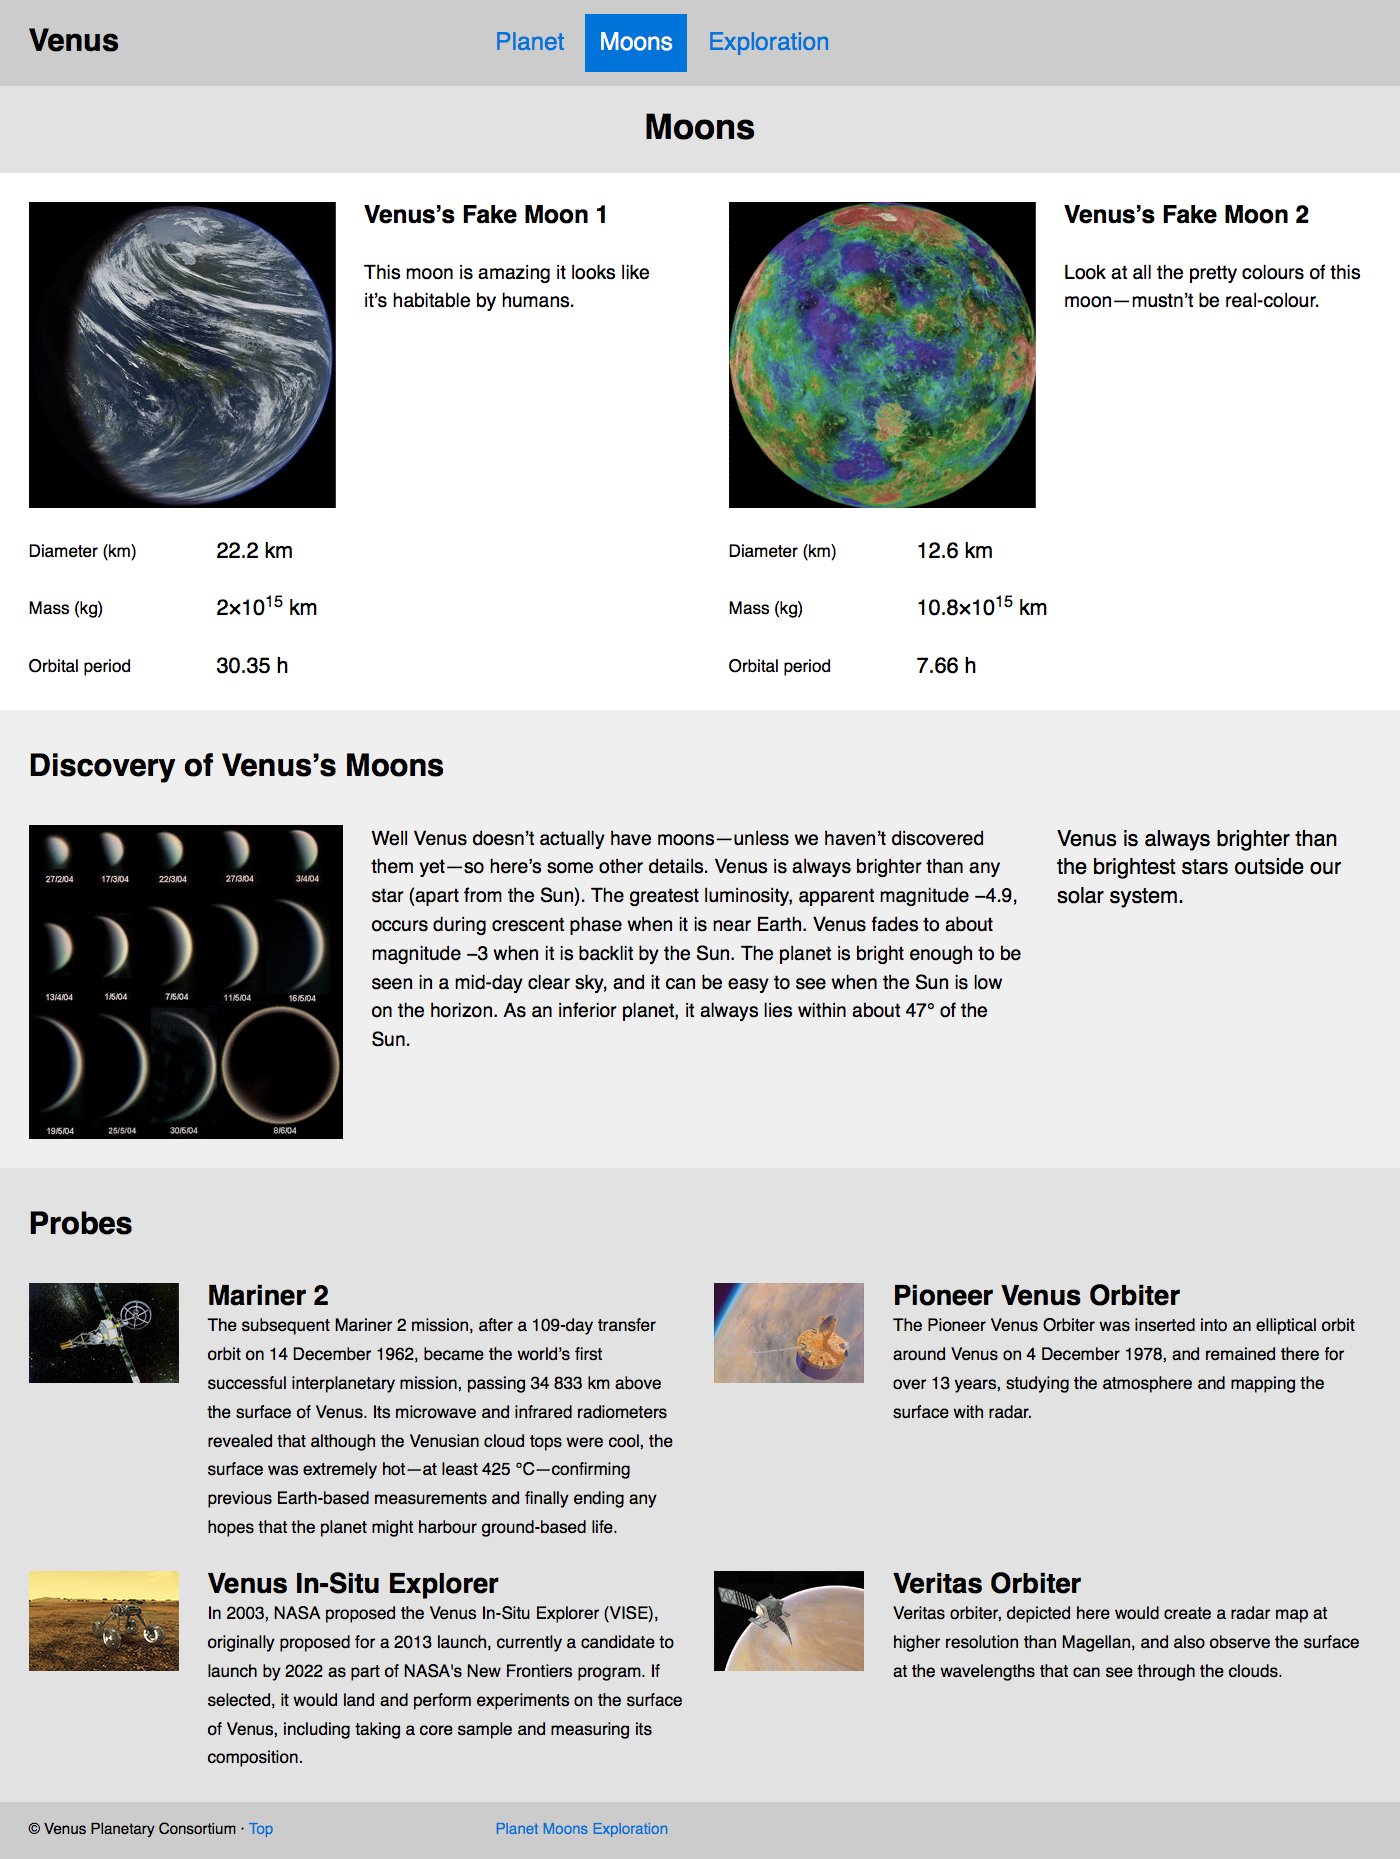 Venus
Planet Moons Exploration
Moons
Venus’s Fake Moon 1
This moon is amazing it looks like
it’s habitable by humans.
Diameter (km) 22.2 km
Mass (kg) 2×10¹⁵ km
Orbital period 30.35 h
Venus’s Fake Moon 2
Look at all the pretty colours of this
moon—mustn’t be real-colour.
Diameter (km) 12.6 km
Mass (kg) 10.8×10¹⁵ km
Orbital period 7.66 h
Discovery of Venus’s Moons
27/2/04 17/3/04 22/3/04 27/3/04 3/4/04
13/4/04 1/5/04 7/5/04 11/5/04 16/5/04
19/5/04 25/5/04 30/5/04 8/6/04
Well Venus doesn’t actually have moons—unless we haven’t discovered
them yet—so here’s some other details. Venus is always brighter than any
star (apart from the Sun). The greatest luminosity, apparent magnitude −4.9,
occurs during crescent phase when it is near Earth. Venus fades to about
magnitude −3 when it is backlit by the Sun. The planet is bright enough to be
seen in a mid-day clear sky, and it can be easy to see when the Sun is low
on the horizon. As an inferior planet, it always lies within about 47° of the
Sun.
Venus is always brighter than
the brightest stars outside our
solar system.
Probes
Mariner 2
The subsequent Mariner 2 mission, after a 109-day transfer
orbit on 14 December 1962, became the world’s first
successful interplanetary mission, passing 34 833 km above
the surface of Venus. Its microwave and infrared radiometers
revealed that although the Venusian cloud tops were cool, the
surface was extremely hot—at least 425 °C—confirming
previous Earth-based measurements and finally ending any
hopes that the planet might harbour ground-based life.
Pioneer Venus Orbiter
The Pioneer Venus Orbiter was inserted into an elliptical orbit
around Venus on 4 December 1978, and remained there for
over 13 years, studying the atmosphere and mapping the
surface with radar.
Venus In-Situ Explorer
In 2003, NASA proposed the Venus In-Situ Explorer (VISE),
originally proposed for a 2013 launch, currently a candidate to
launch by 2022 as part of NASA's New Frontiers program. If
selected, it would land and perform experiments on the surface
of Venus, including taking a core sample and measuring its
composition.
Veritas Orbiter
Veritas orbiter, depicted here would create a radar map at
higher resolution than Magellan, and also observe the surface
at the wavelengths that can see through the clouds.
© Venus Planetary Consortium · Top
Planet Moons Exploration